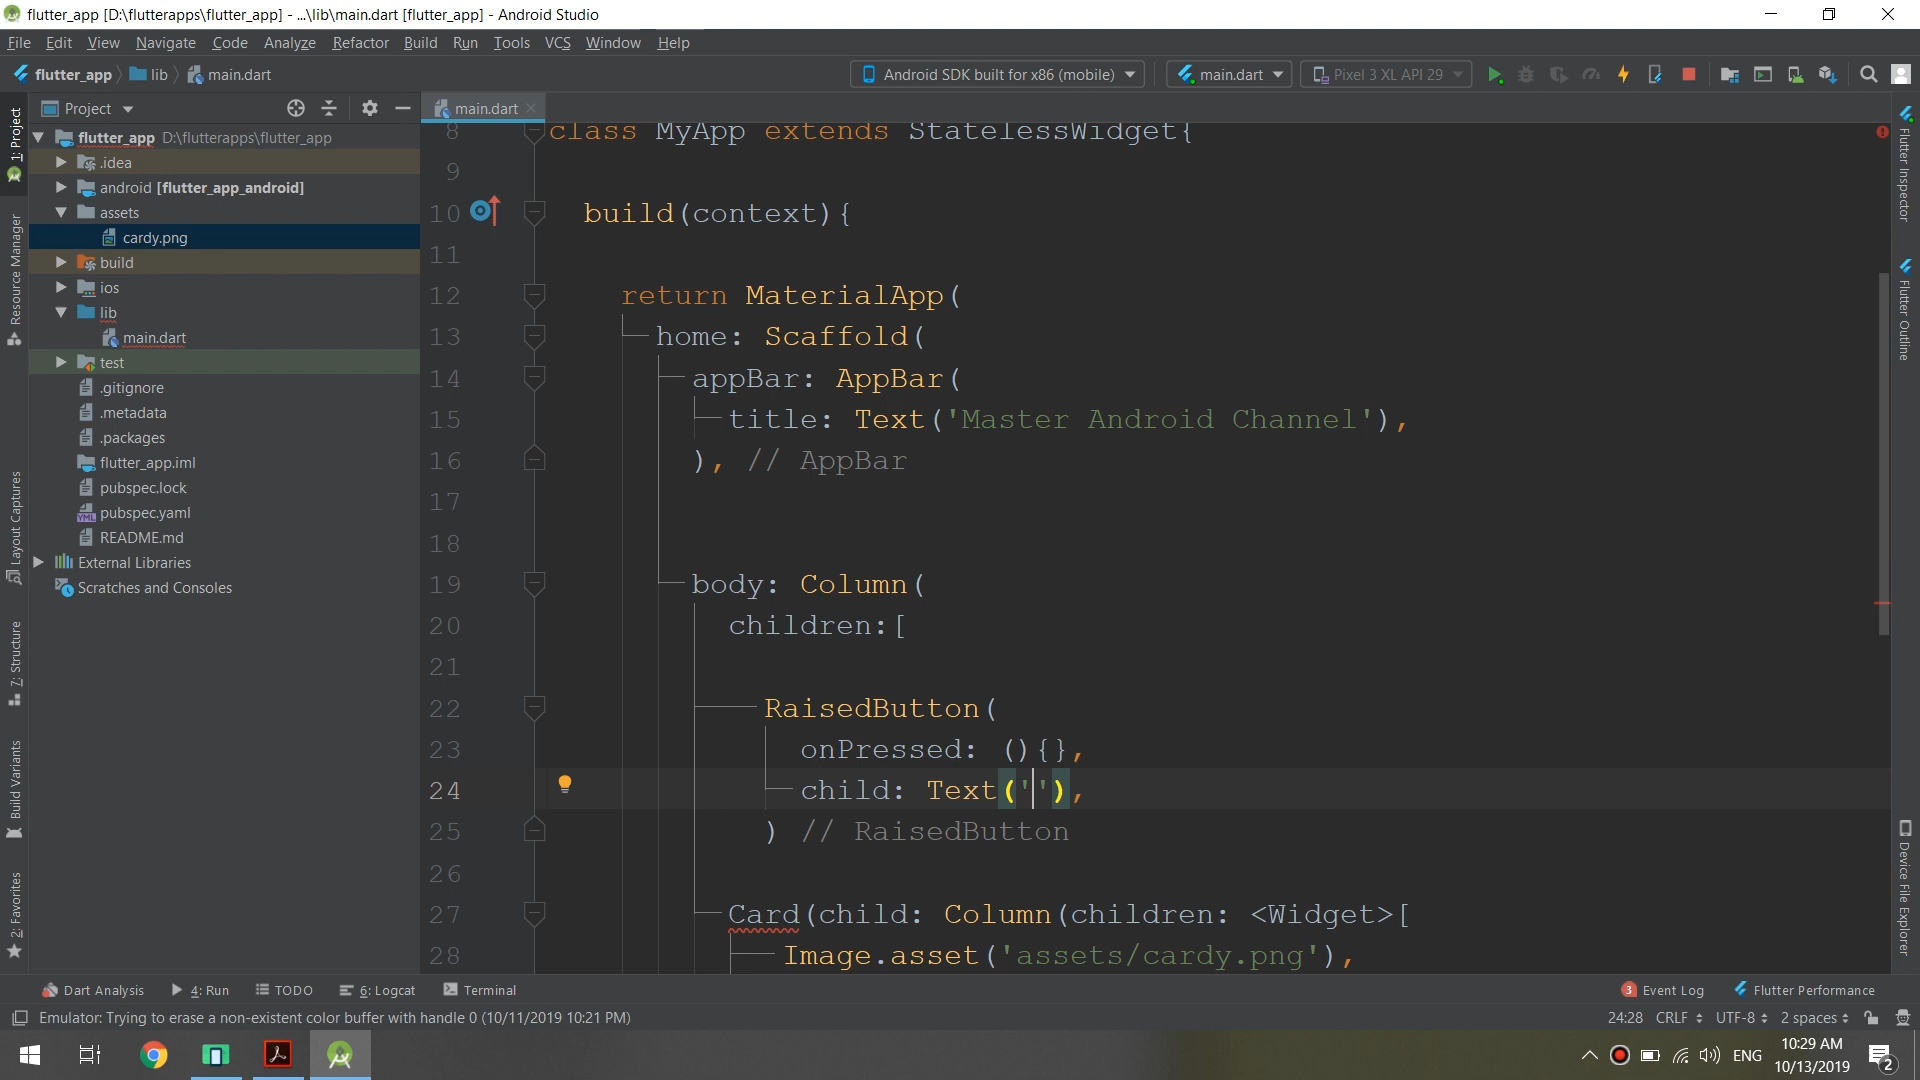 flutter_app [D:\flutterapps\flutter_app] - ...\lib\main.dart [flutter_app] - Android Studio
File Edit View Navigate Code Analyze Refactor Build Run Tools VCS Window Help
flutter_app lib main.dart Android SDK built for x86 (mobile) main.dart Pixel 3 XL API 29
Project main.dart
1: Project
Resource Manager
Layout Captures
7: Structure
Build Variants
2: Favorites
flutter_app D:\flutterapps\flutter_app
.idea
android [flutter_app_android]
assets
cardy.png
build
ios
lib
main.dart
test
.gitignore
.metadata
.packages
flutter_app.iml
pubspec.lock
pubspec.yaml
README.md
External Libraries
Scratches and Consoles
8 class MyApp extends StatelessWidget{
9
10 build(context){
11
12 return MaterialApp(
13 home: Scaffold(
14 appBar: AppBar(
15 title: Text('Master Android Channel'),
16 ), // AppBar
17
18
19 body: Column(
20 children:[
21
22 RaisedButton(
23 onPressed: (){},
24 child: Text(''),
25 ) // RaisedButton
26
27 Card(child: Column(children: <Widget>[
28 Image.asset('assets/cardy.png'),
Flutter Inspector
Flutter Outline
Device File Explorer
Dart Analysis 4: Run TODO 6: Logcat Terminal 3 Event Log Flutter Performance
Emulator: Trying to erase a non-existent color buffer with handle 0 (10/11/2019 10:21 PM) 24:28 CRLF UTF-8 2 spaces
ENG 10:29 AM
10/13/2019 2